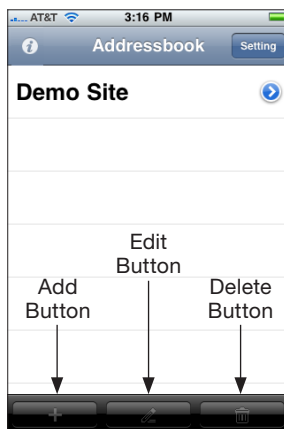 AT&T 3:16 PM
Addressbook Setting
Demo Site
Edit
Button
Add
Button
Delete
Button